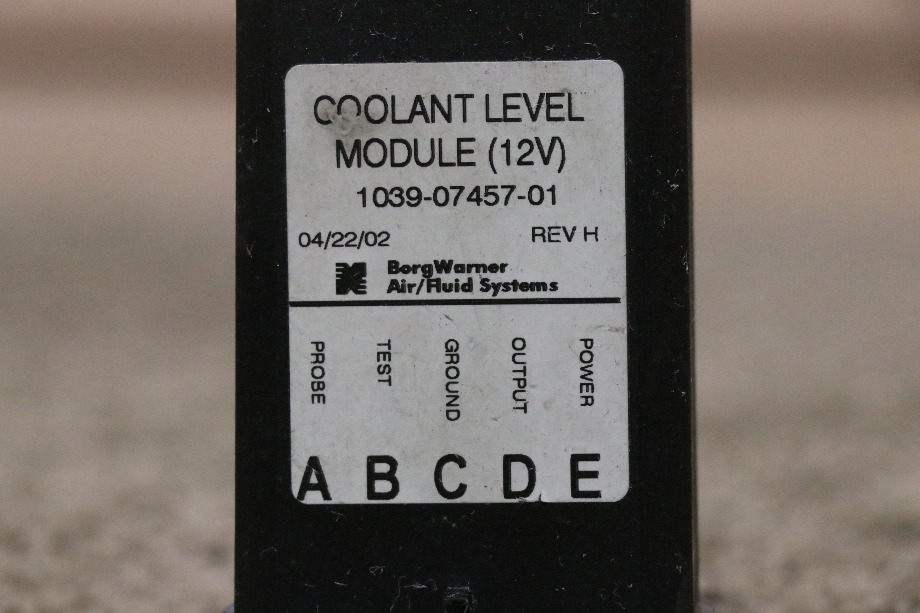 COOLANT LEVEL
MODULE (12V)
1039-07457-01
04/22/02 REV H
BorgWarner
Air/Fluid Systems
PROBE TEST GROUND OUTPUT POWER
A B C D E